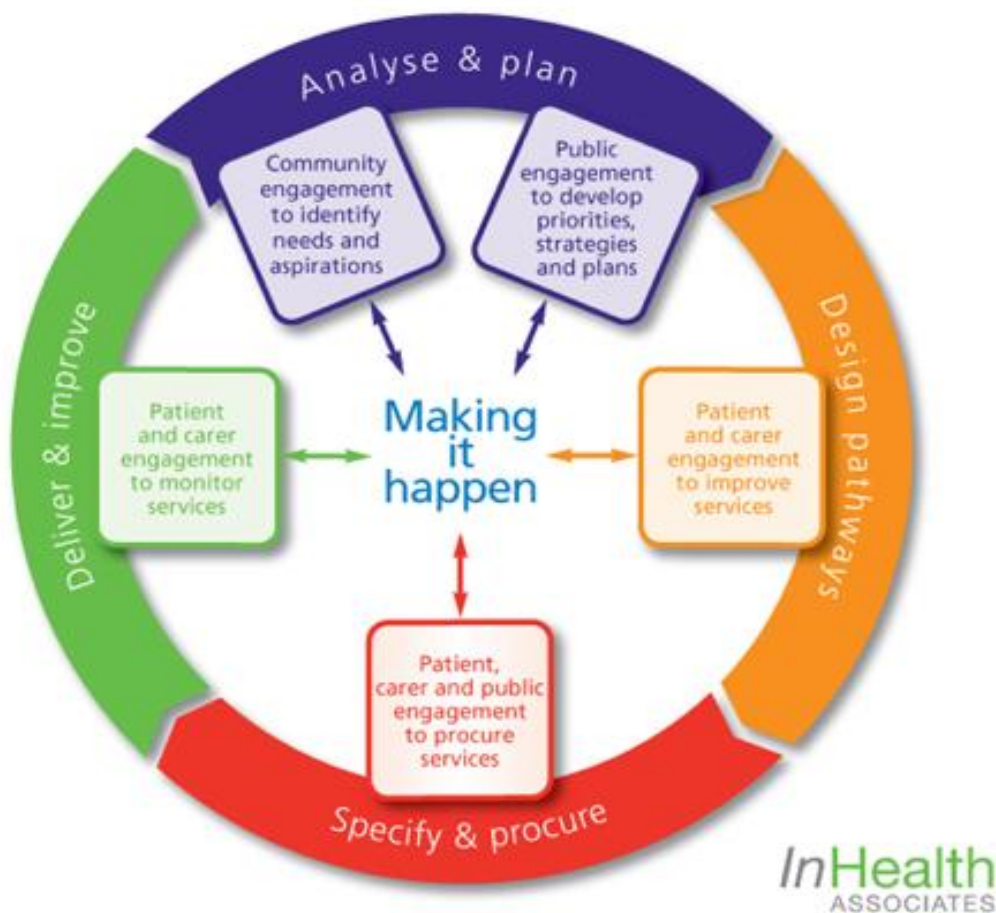 Analyse & plan
Community
engagement
to identify
needs and
aspirations
Public
engagement
to develop
priorities,
strategies
and plans
Design pathways
Patient
and carer
engagement
to improve
services
Specify & procure
Patient,
carer and public
engagement
to procure
services
Deliver & improve
Patient
and carer
engagement
to monitor
services
Making
it
happen
InHealth
ASSOCIATES